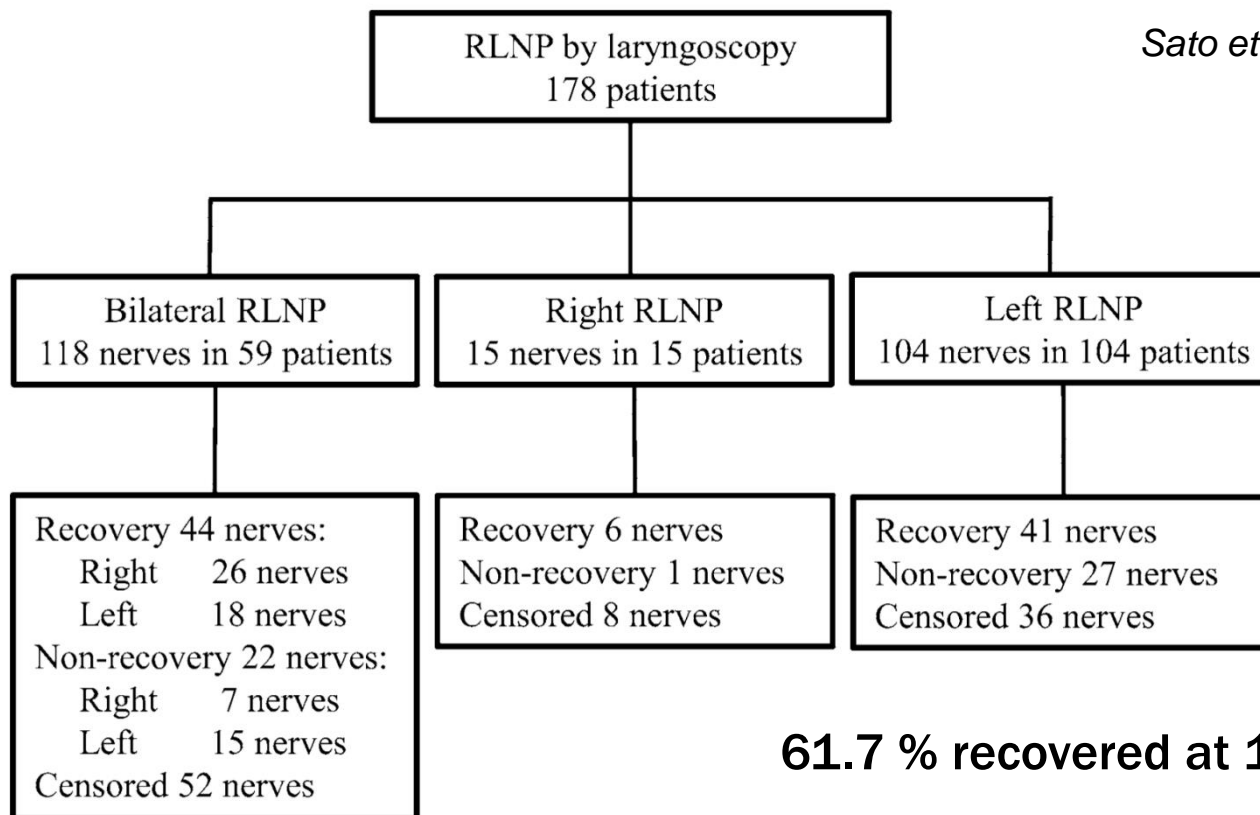 RLNP by laryngoscopy
178 patients
Sato et
Bilateral RLNP
118 nerves in 59 patients
Right RLNP
15 nerves in 15 patients
Left RLNP
104 nerves in 104 patients
Recovery 44 nerves:
Right 26 nerves
Left 18 nerves
Non-recovery 22 nerves:
Right 7 nerves
Left 15 nerves
Censored 52 nerves
Recovery 6 nerves
Non-recovery 1 nerves
Censored 8 nerves
Recovery 41 nerves
Non-recovery 27 nerves
Censored 36 nerves
61.7 % recovered at 1